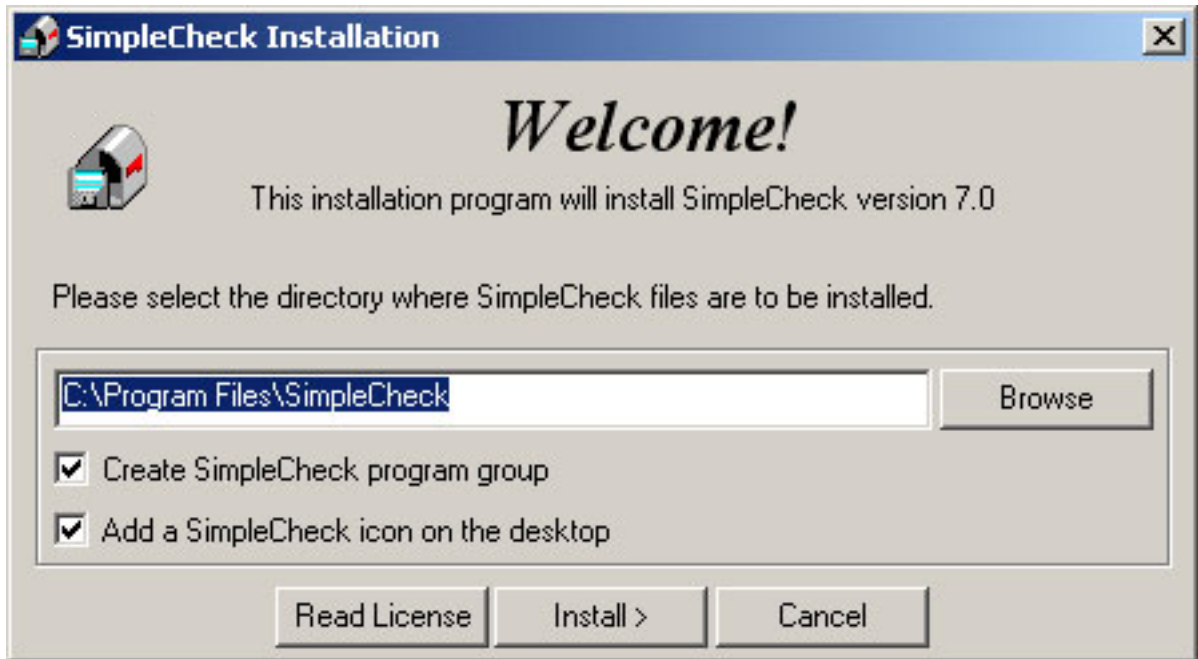 SimpleCheck Installation
Welcome!
This installation program will install SimpleCheck version 7.0
Please select the directory where SimpleCheck files are to be installed.
C:\Program Files\SimpleCheck
Browse
Create SimpleCheck program group
Add a SimpleCheck icon on the desktop
Read License
Install >
Cancel